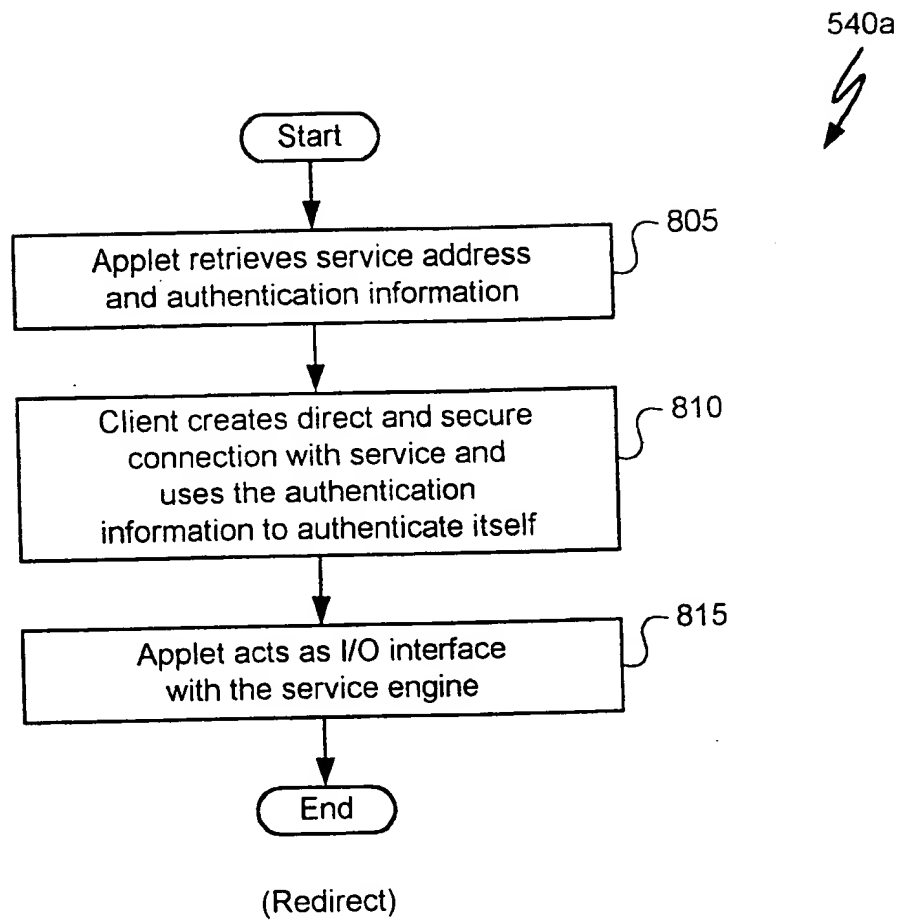 540a
Start
805
Applet retrieves service address
and authentication information
810
Client creates direct and secure
connection with service and
uses the authentication
information to authenticate itself
815
Applet acts as I/O interface
with the service engine
End
(Redirect)